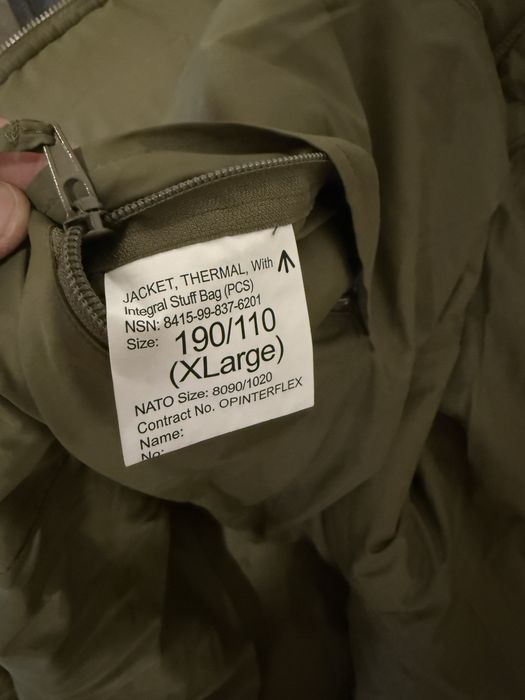 JACKET, THERMAL, With
Integral Stuff Bag (PCS)
NSN: 8415-99-837-6201
Size: 190/110
(XLarge)
NATO Size: 8090/1020
Contract No. OPINTERFLEX
Name:
No: